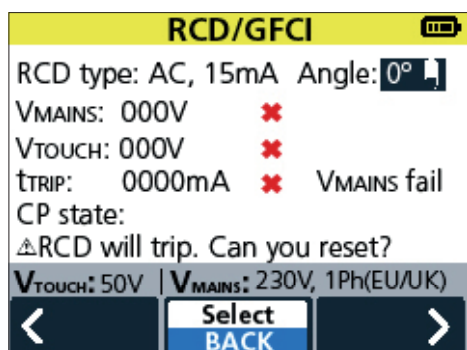 RCD/GFCI
RCD type: AC, 15mA Angle: 0°
VMAINS: 000V
VTOUCH: 000V
tTRIP: 0000mA VMAINS fail
CP state:
⚠RCD will trip. Can you reset?
VTOUCH: 50V | VMAINS: 230V, 1Ph(EU/UK)
Select
BACK